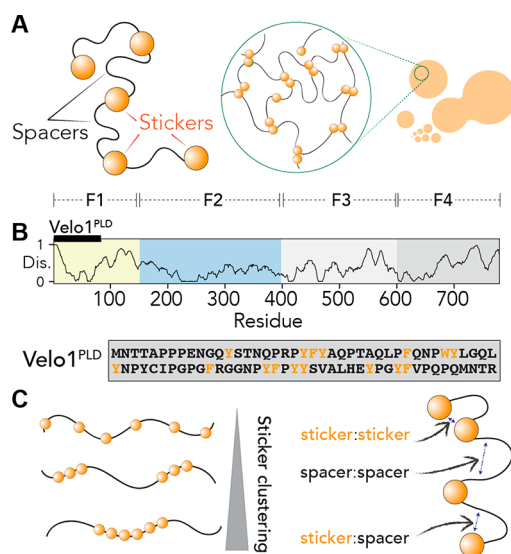 A
Spacers
Stickers
F1 F2 F3 F4
Velo1PLD
B
1
Dis.
0
0 100 200 300 400 500 600 700
Residue
Velo1PLD
MNTTAPPPENGQYSTNQPRPYFYAQPTAQLPFQNPWYLGQL
YNPYCIPGPGFRGGNPYFPYYSVALHEYPGYFVPQPQMNTR
C
Sticker clustering
sticker:sticker
spacer:spacer
sticker:spacer